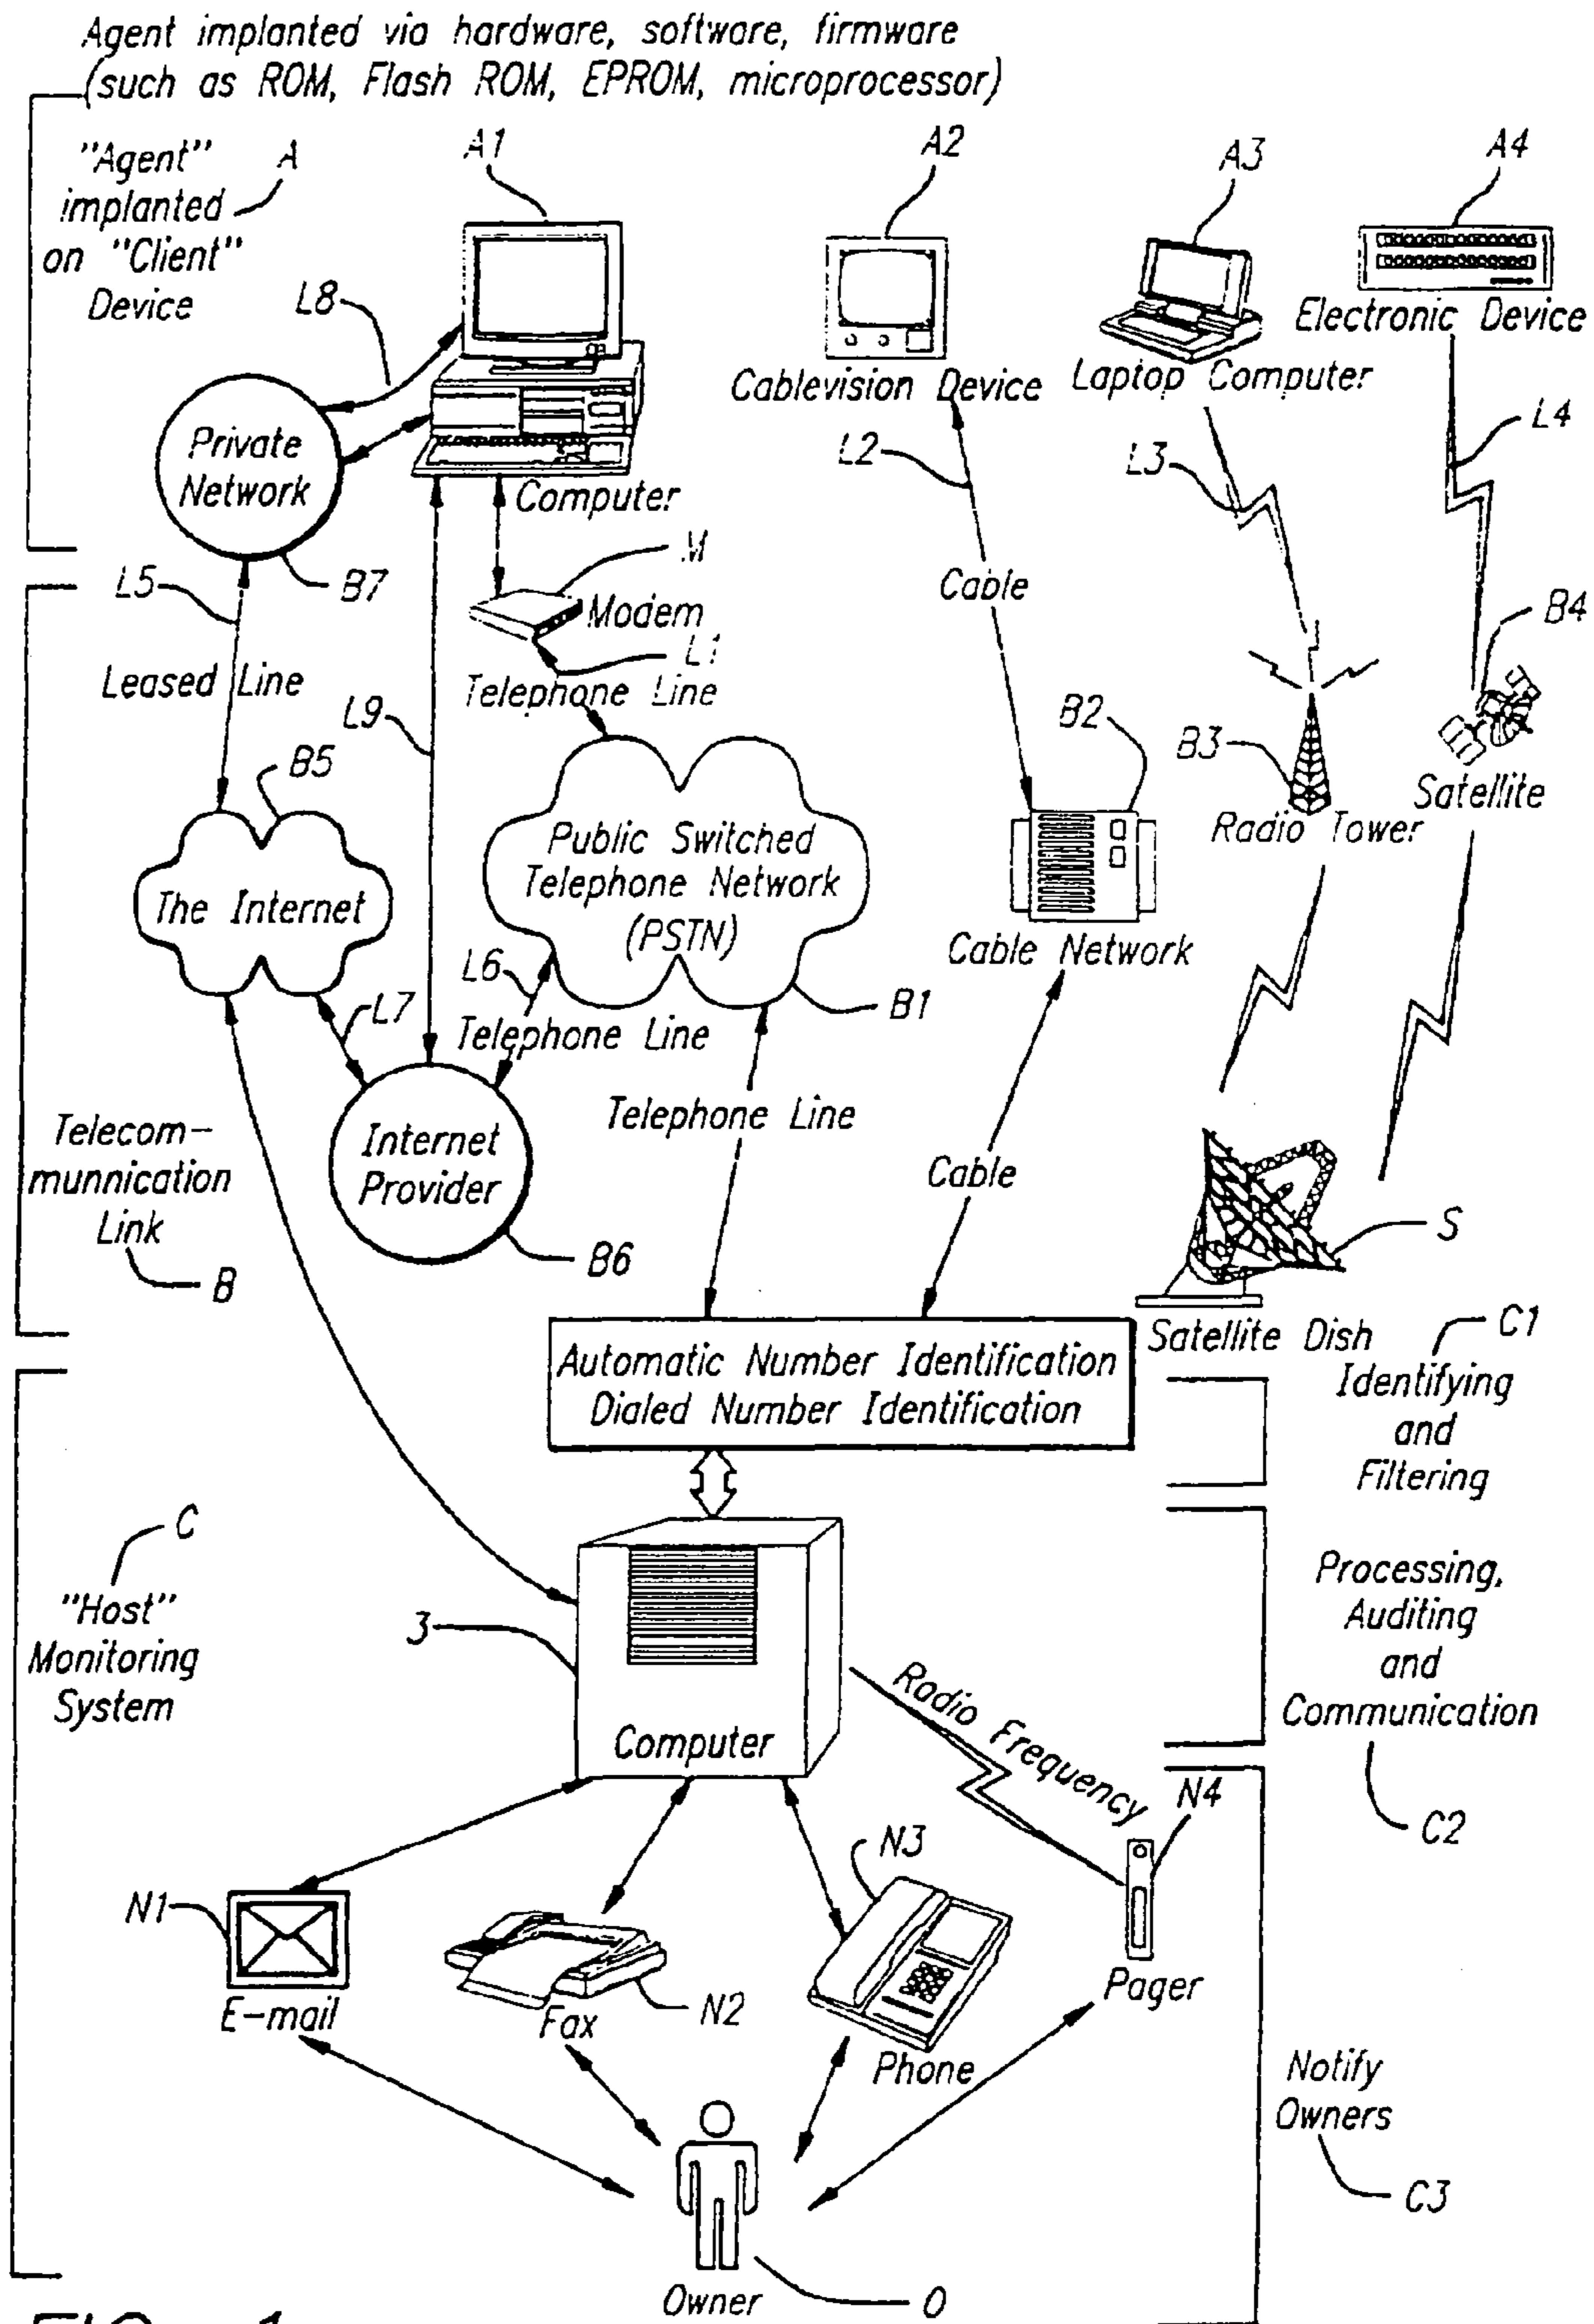 Agent implanted via hardware, software, firmware
(such as ROM, Flash ROM, EPROM, microprocessor)
"Agent"
implanted
on "Client"
Device
A
A1
A2
A3
A4
L8
Computer
Cablevision Device
Laptop Computer
Electronic Device
Private
Network
L2
L3
L4
L5
B7
M
Modem
Cable
B4
Leased Line
L1
Telephone Line
L9
B2
B3
B5
Satellite
Radio Tower
Public Switched
Telephone Network
(PSTN)
The Internet
Cable Network
L6
L7
B1
Telephone Line
Telephone Line
Telecom-
munnication
Link
B
Internet
Provider
B6
Cable
S
Satellite Dish
Automatic Number Identification
Dialed Number Identification
C1
Identifying
and
Filtering
C
"Host"
Monitoring
System
3
Computer
Radio Frequency
Processing,
Auditing
and
Communication
C2
N4
N3
N1
E-mail
N2
Fax
Phone
Pager
Notify
Owners
C3
Owner
O
FIG. 1